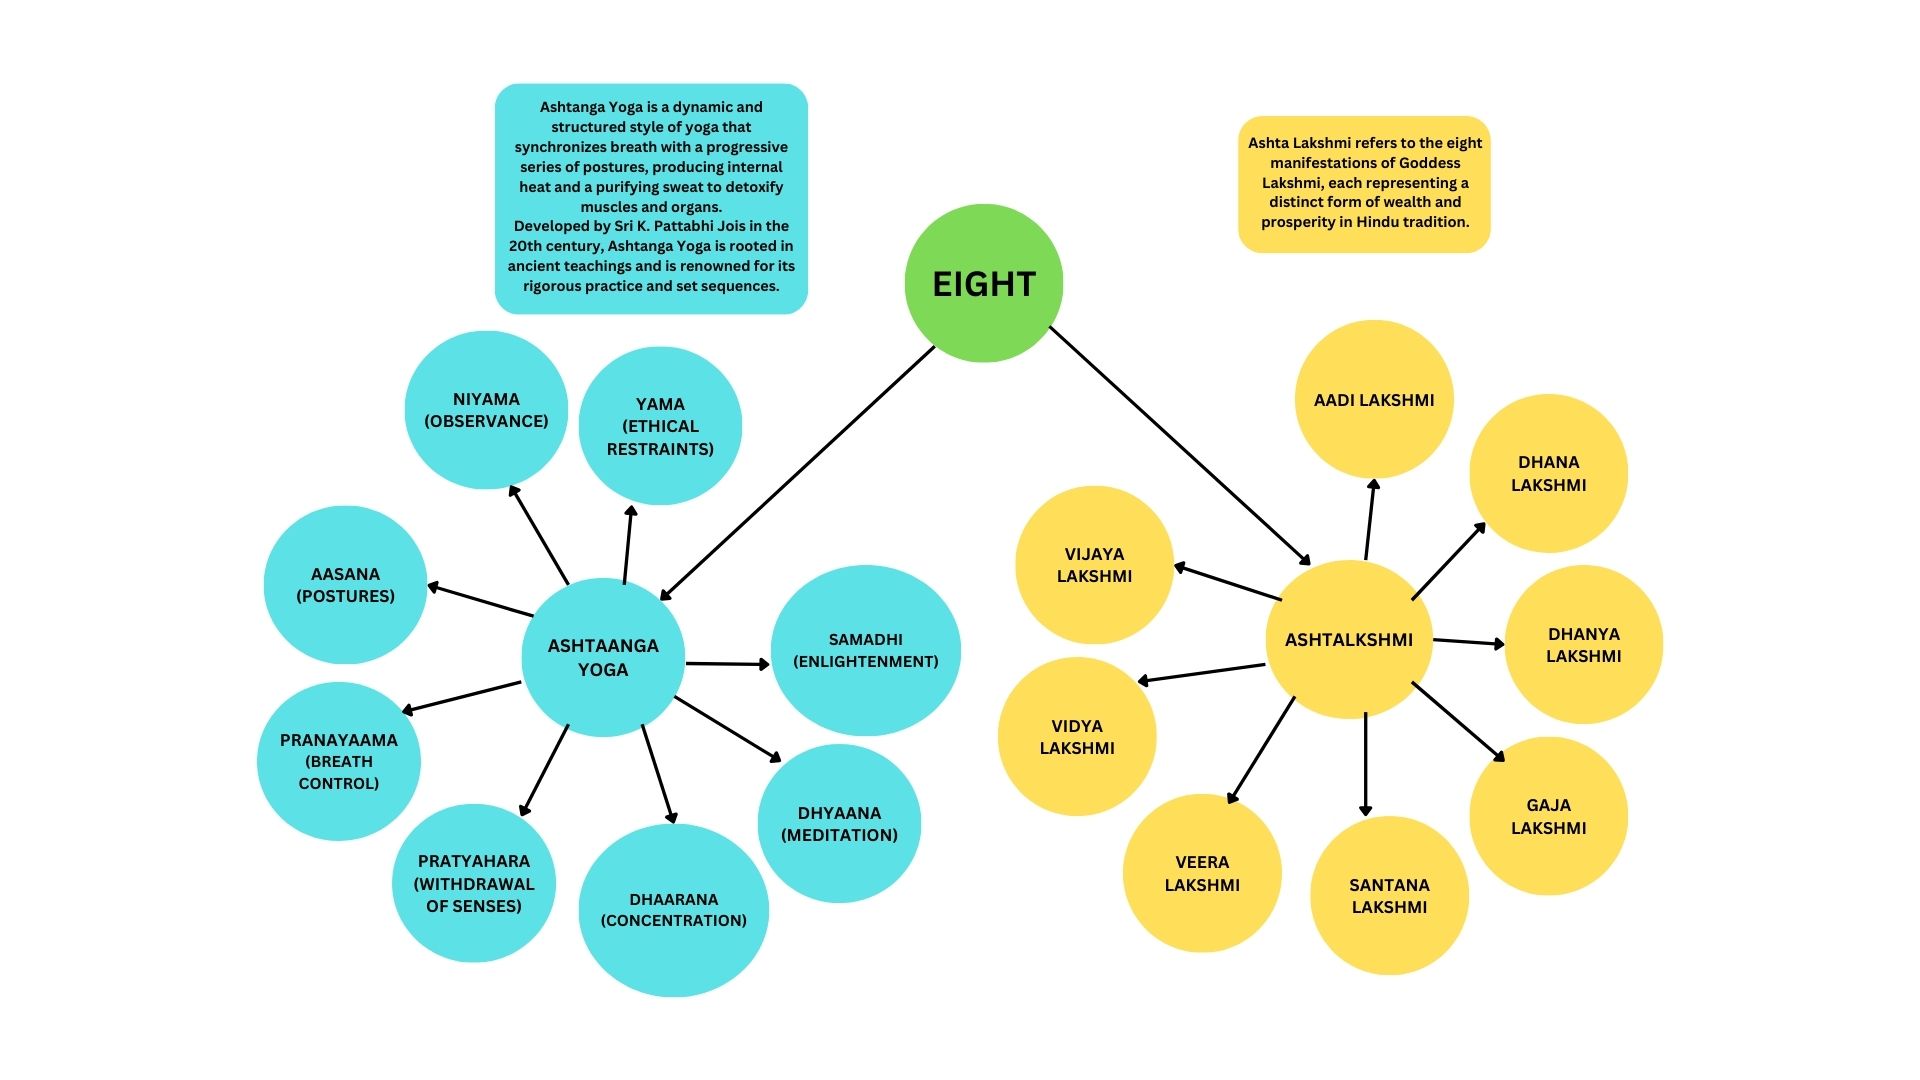 Ashtanga Yoga is a dynamic and
structured style of yoga that
synchronizes breath with a progressive
series of postures, producing internal
heat and a purifying sweat to detoxify
muscles and organs.
Developed by Sri K. Pattabhi Jois in the
20th century, Ashtanga Yoga is rooted in
ancient teachings and is renowned for its
rigorous practice and set sequences.
Ashta Lakshmi refers to the eight
manifestations of Goddess
Lakshmi, each representing a
distinct form of wealth and
prosperity in Hindu tradition.
EIGHT
NIYAMA
(OBSERVANCE)
YAMA
(ETHICAL
RESTRAINTS)
AASANA
(POSTURES)
ASHTAANGA
YOGA
SAMADHI
(ENLIGHTENMENT)
PRANAYAAMA
(BREATH
CONTROL)
DHYAANA
(MEDITATION)
PRATYAHARA
(WITHDRAWAL
OF SENSES)
DHAARANA
(CONCENTRATION)
AADI LAKSHMI
DHANA
LAKSHMI
VIJAYA
LAKSHMI
ASHTALKSHMI
DHANYA
LAKSHMI
VIDYA
LAKSHMI
GAJA
LAKSHMI
VEERA
LAKSHMI
SANTANA
LAKSHMI